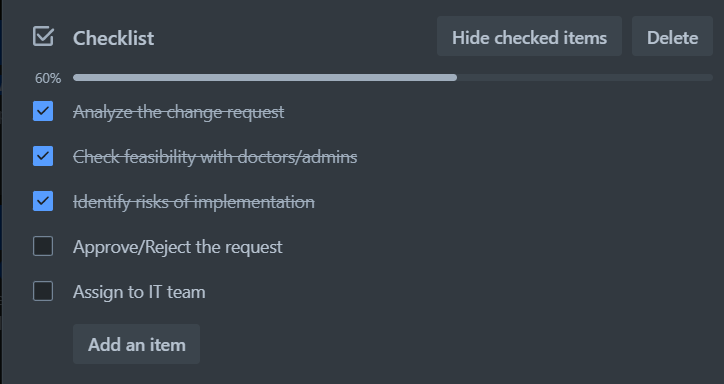 Checklist
Hide checked items
Delete
60%
Analyze the change request
Check feasibility with doctors/admins
Identify risks of implementation
Approve/Reject the request
Assign to IT team
Add an item